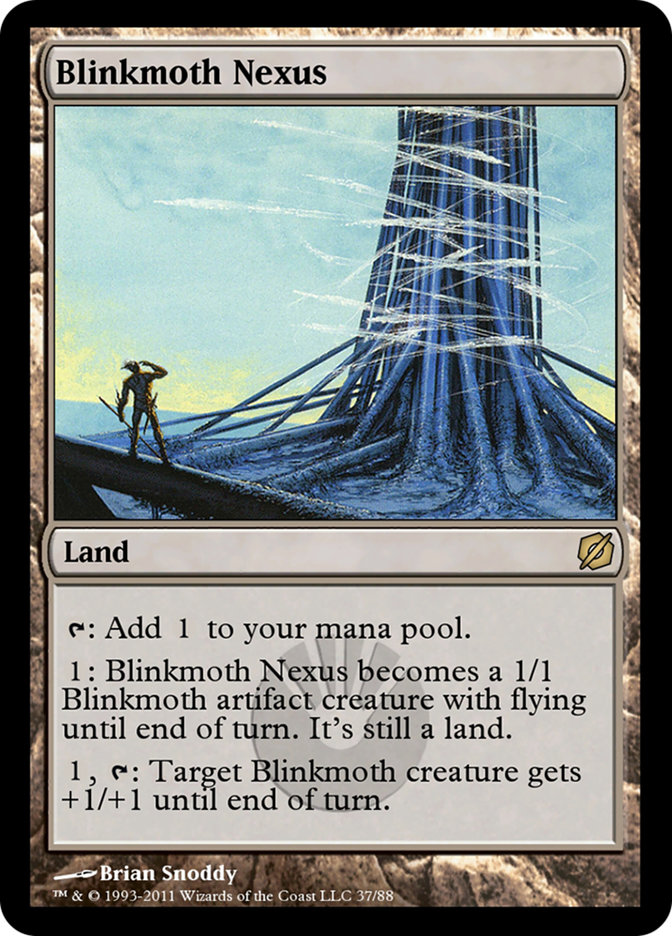 Blinkmoth Nexus
Land
: Add 1 to your mana pool.
1: Blinkmoth Nexus becomes a 1/1
Blinkmoth artifact creature with flying
until end of turn. It's still a land.
1, : Target Blinkmoth creature gets
+1/+1 until end of turn.
Brian Snoddy
™ & © 1993-2011 Wizards of the Coast LLC 37/88